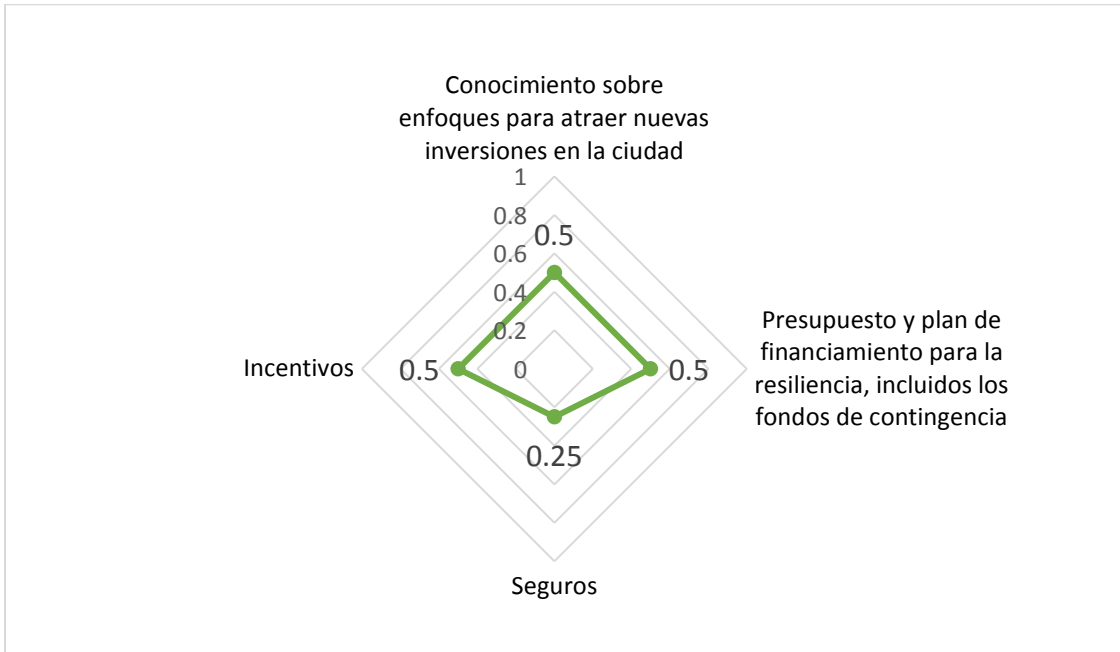 Conocimiento sobre
enfoques para atraer nuevas
inversiones en la ciudad
1
0.8
0.5
0.6
0.4
0.2
Incentivos
0.5
0
0.5
Presupuesto y plan de
financiamiento para la
resiliencia, incluidos los
fondos de contingencia
0.25
Seguros